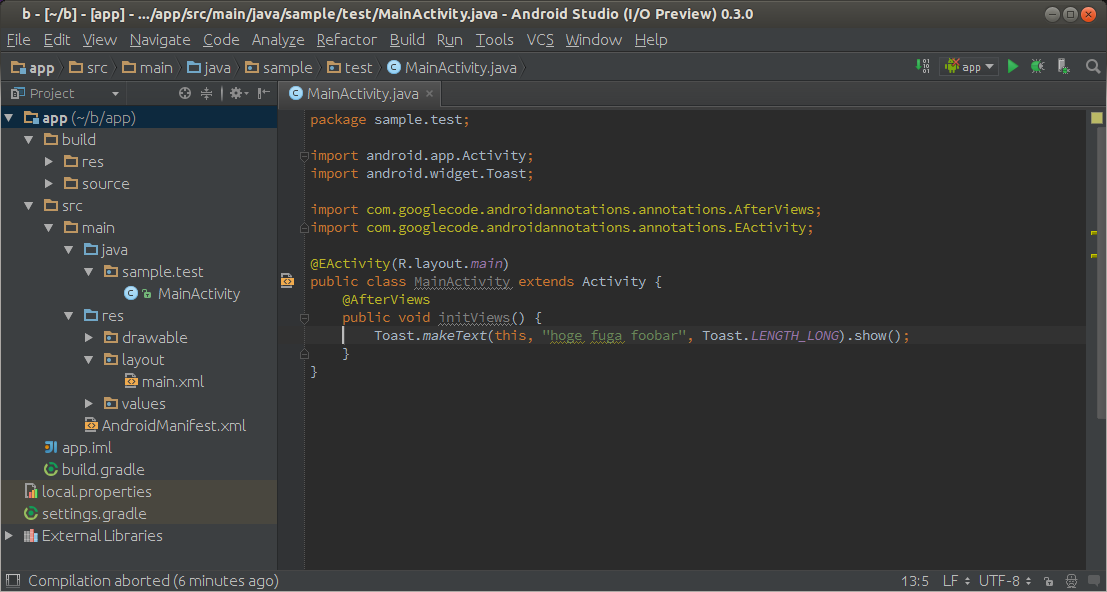 b - [~/b] - [app] - .../app/src/main/java/sample/test/MainActivity.java - Android Studio (I/O Preview) 0.3.0
File Edit View Navigate Code Analyze Refactor Build Run Tools VCS Window Help
app src main java sample test MainActivity.java app
Project
MainActivity.java
app (~/b/app)
build
res
source
src
main
java
sample.test
MainActivity
res
drawable
layout
main.xml
values
AndroidManifest.xml
app.iml
build.gradle
local.properties
settings.gradle
External Libraries
package sample.test;
import android.app.Activity;
import android.widget.Toast;
import com.googlecode.androidannotations.annotations.AfterViews;
import com.googlecode.androidannotations.annotations.EActivity;
@EActivity(R.layout.main)
public class MainActivity extends Activity {
@AfterViews
public void initViews() {
Toast.makeText(this, "hoge fuga foobar", Toast.LENGTH_LONG).show();
}
}
Compilation aborted (6 minutes ago) 13:5 LF UTF-8